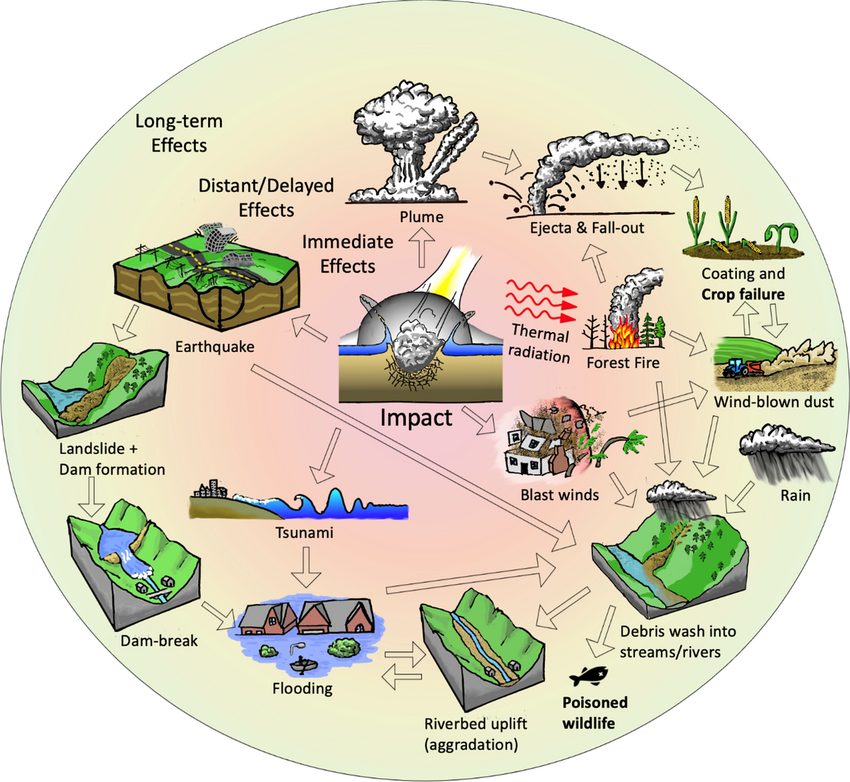 Long-term
Effects
Distant/Delayed
Effects
Immediate
Effects
Plume
Ejecta & Fall-out
Coating and
Crop failure
Earthquake
Thermal
radiation
Forest Fire
Impact
Wind-blown dust
Landslide +
Dam formation
Blast winds
Rain
Tsunami
Dam-break
Debris wash into
streams/rivers
Flooding
Riverbed uplift
(aggradation)
Poisoned
wildlife